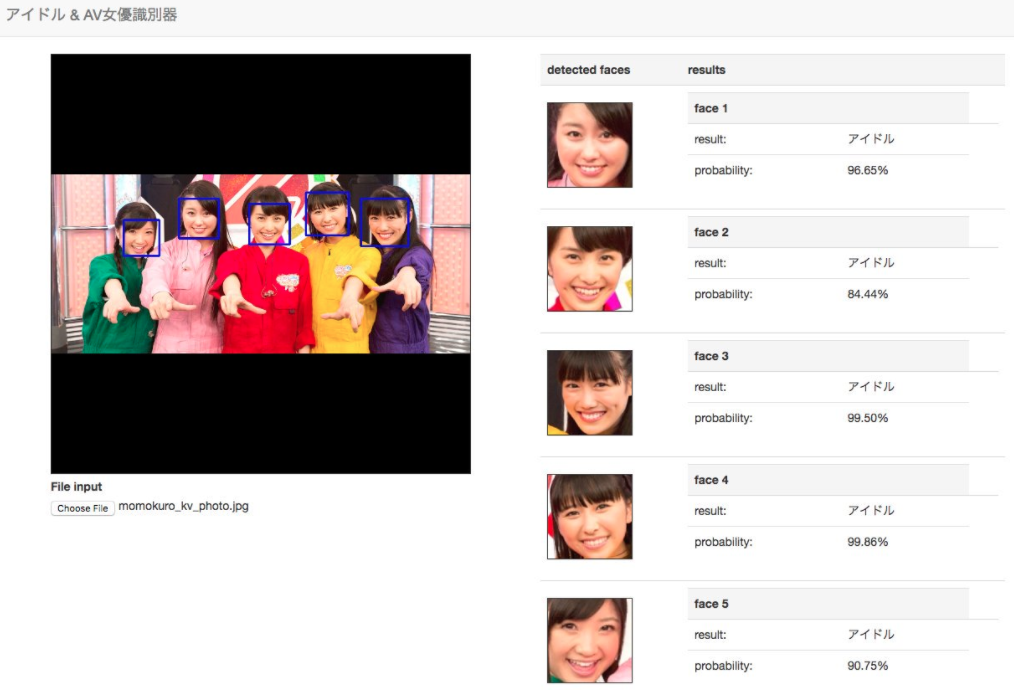 アイドル & AV女優識別器
File input
Choose File momokuro_kv_photo.jpg
detected faces results
face 1
result: アイドル
probability: 96.65%
face 2
result: アイドル
probability: 84.44%
face 3
result: アイドル
probability: 99.50%
face 4
result: アイドル
probability: 99.86%
face 5
result: アイドル
probability: 90.75%